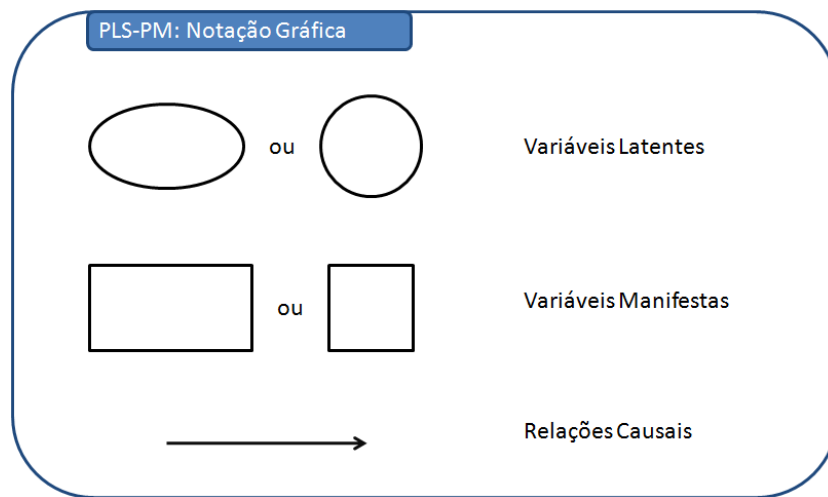 PLS-PM: Notação Gráfica
ou
Variáveis Latentes
ou
Variáveis Manifestas
Relações Causais